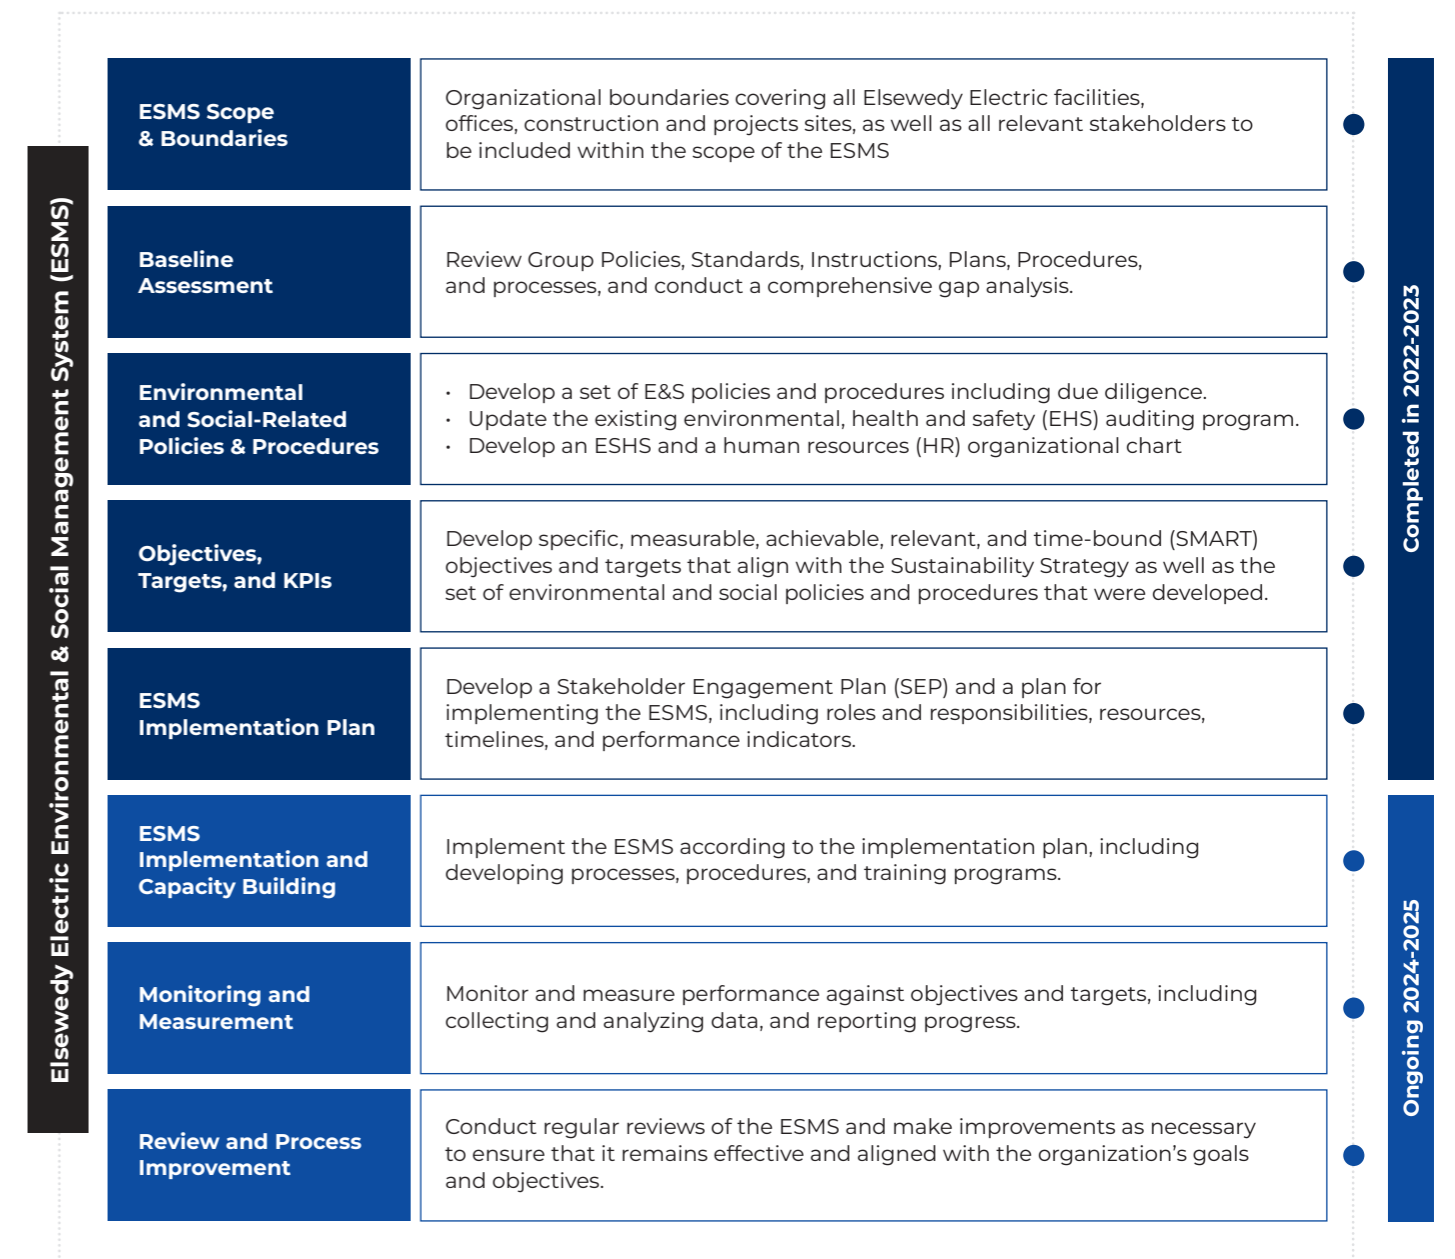 Elsewedy Electric Environmental & Social Management System (ESMS)
ESMS Scope
& Boundaries
Organizational boundaries covering all Elsewedy Electric facilities,
offices, construction and projects sites, as well as all relevant stakeholders to
be included within the scope of the ESMS
Baseline
Assessment
Review Group Policies, Standards, Instructions, Plans, Procedures,
and processes, and conduct a comprehensive gap analysis.
Environmental
and Social-Related
Policies & Procedures
• Develop a set of E&S policies and procedures including due diligence.
• Update the existing environmental, health and safety (EHS) auditing program.
• Develop an ESHS and a human resources (HR) organizational chart
Objectives,
Targets, and KPIs
Develop specific, measurable, achievable, relevant, and time-bound (SMART)
objectives and targets that align with the Sustainability Strategy as well as the
set of environmental and social policies and procedures that were developed.
ESMS
Implementation Plan
Develop a Stakeholder Engagement Plan (SEP) and a plan for
implementing the ESMS, including roles and responsibilities, resources,
timelines, and performance indicators.
Completed in 2022-2023
ESMS
Implementation and
Capacity Building
Implement the ESMS according to the implementation plan, including
developing processes, procedures, and training programs.
Monitoring and
Measurement
Monitor and measure performance against objectives and targets, including
collecting and analyzing data, and reporting progress.
Review and Process
Improvement
Conduct regular reviews of the ESMS and make improvements as necessary
to ensure that it remains effective and aligned with the organization’s goals
and objectives.
Ongoing 2024-2025